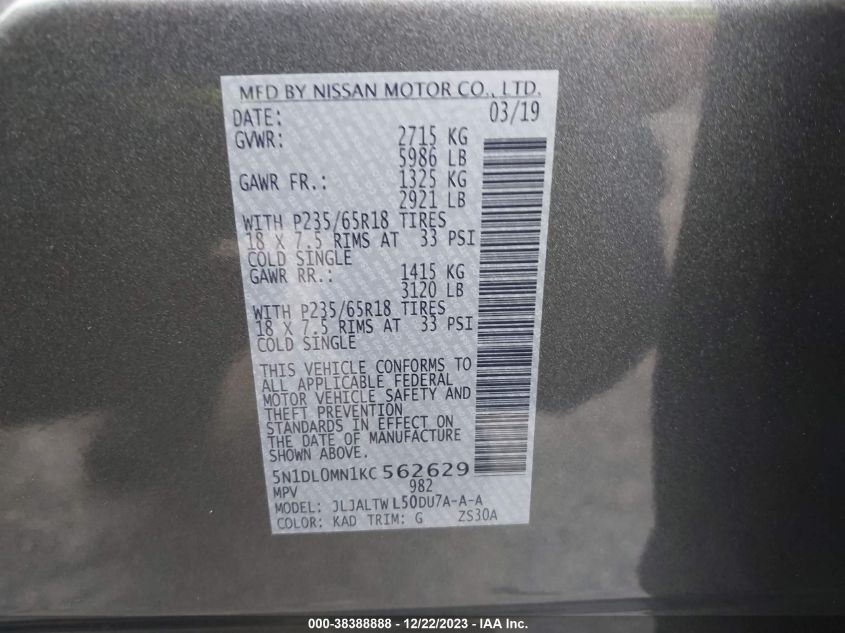 MFD BY NISSAN MOTOR CO., LTD.
DATE: 03/19
GVWR: 2715 KG
5986 LB
GAWR FR.: 1325 KG
2921 LB
WITH P235/65R18 TIRES
18 X 7.5 RIMS AT 33 PSI
COLD SINGLE
GAWR RR.: 1415 KG
3120 LB
WITH P235/65R18 TIRES
18 X 7.5 RIMS AT 33 PSI
COLD SINGLE
THIS VEHICLE CONFORMS TO
ALL APPLICABLE FEDERAL
MOTOR VEHICLE SAFETY AND
THEFT PREVENTION
STANDARDS IN EFFECT ON
THE DATE OF MANUFACTURE
SHOWN ABOVE.
5N1DL0MN1KC 562629
MPV 982
MODEL: JLJALTW L50DU7A-A-A
COLOR: KAD TRIM: G ZS30A
000-38388888 - 12/22/2023 - IAA Inc.